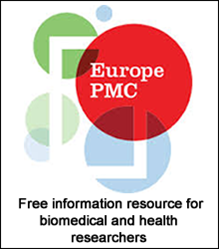 Europe
PMC
Free information resource for
biomedical and health
researchers